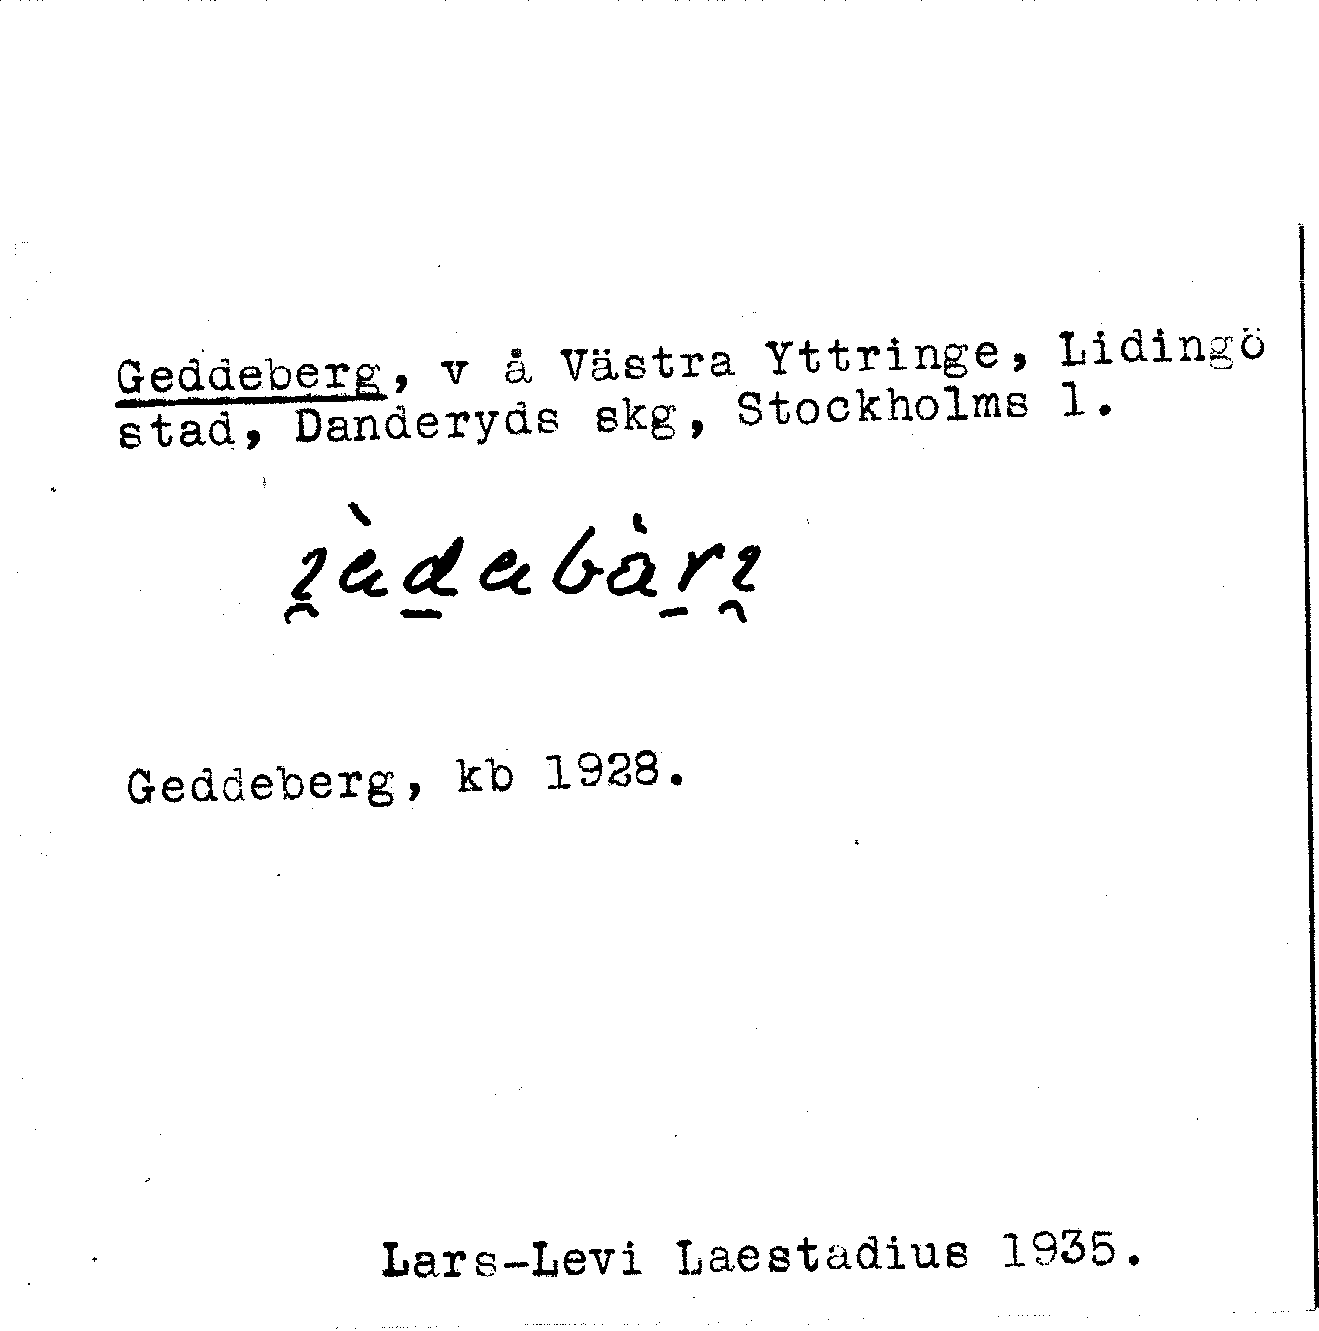 Geddeberg, v å Västra Yttringe, Lidingö
stad, Danderyds skg, Stockholms l.
Geddeberg, kb 1928.
Lars-Levi Laestadius 1935.